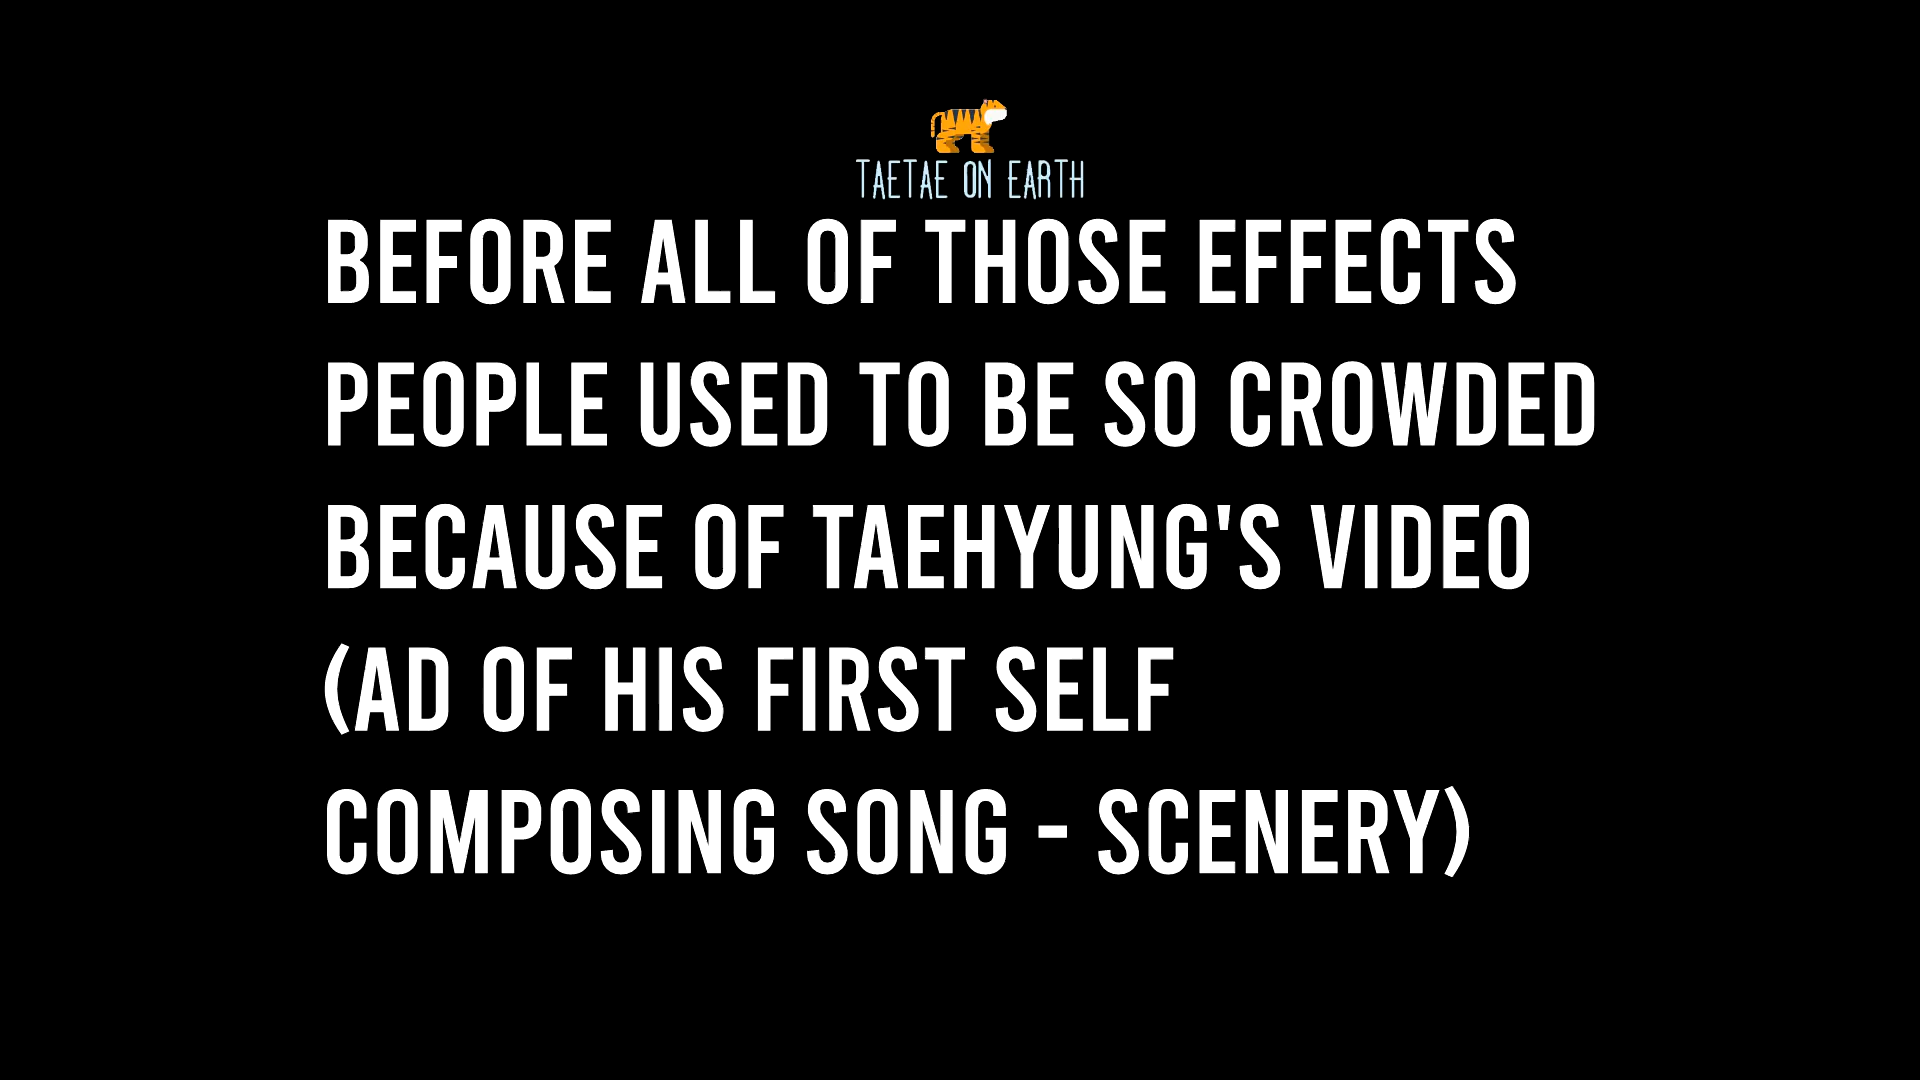 TAETAE ON EARTH
BEFORE ALL OF THOSE EFFECTS
PEOPLE USED TO BE SO CROWDED
BECAUSE OF TAEHYUNG'S VIDEO
(AD OF HIS FIRST SELF
COMPOSING SONG - SCENERY)